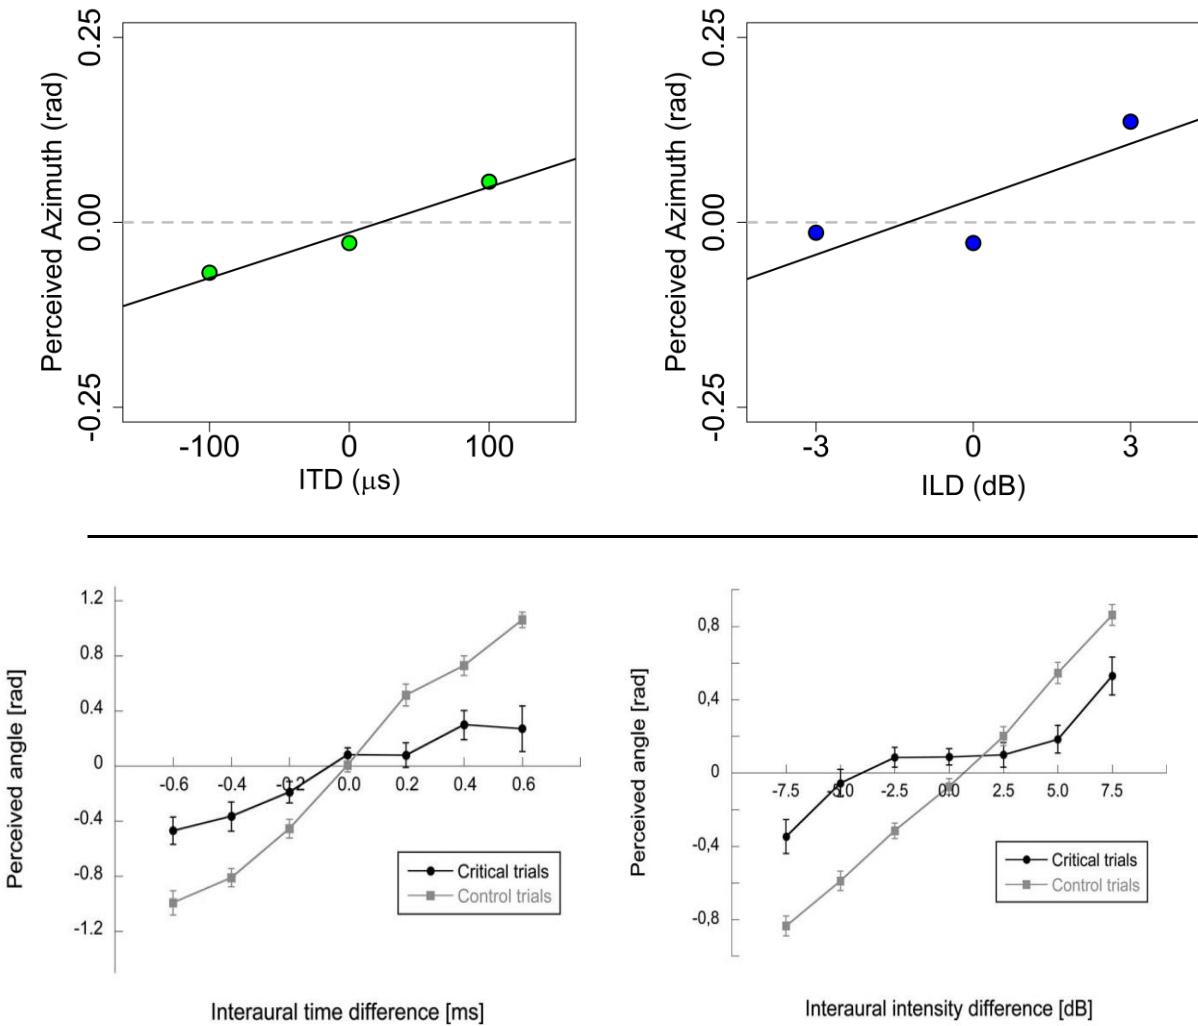 Perceived Azimuth (rad)
0.25
0.00
-0.25
-100 0 100
ITD (μs)
Perceived Azimuth (rad)
0.25
0.00
-0.25
-3 0 3
ILD (dB)
Perceived angle [rad]
1.2
0.8
0.4
0
-0.4
-0.8
-1.2
-0.6 -0.4 -0.2 0.0 0.2 0.4 0.6
Critical trials
Control trials
Interaural time difference [ms]
Perceived angle [rad]
0,8
0,4
0
-0,4
-0,8
-7.5 -5.0 -2.5 0.0 2.5 5.0 7.5
Critical trials
Control trials
Interaural intensity difference [dB]